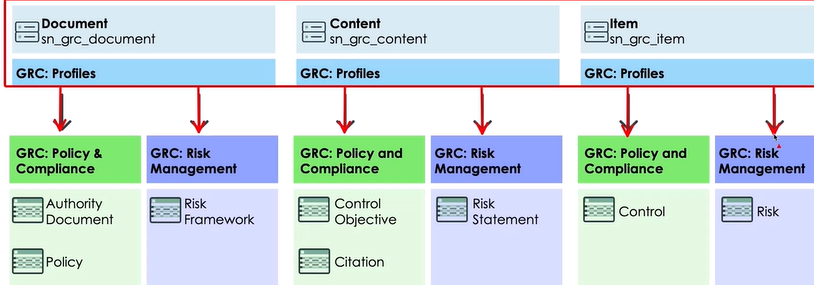 Document
sn_grc_document
GRC: Profiles
Content
sn_grc_content
GRC: Profiles
Item
sn_grc_item
GRC: Profiles
GRC: Policy &
Compliance
Authority
Document
Policy
GRC: Risk
Management
Risk
Framework
GRC: Policy and
Compliance
Control
Objective
Citation
GRC: Risk
Management
Risk
Statement
GRC: Policy and
Compliance
Control
GRC: Risk
Management
Risk